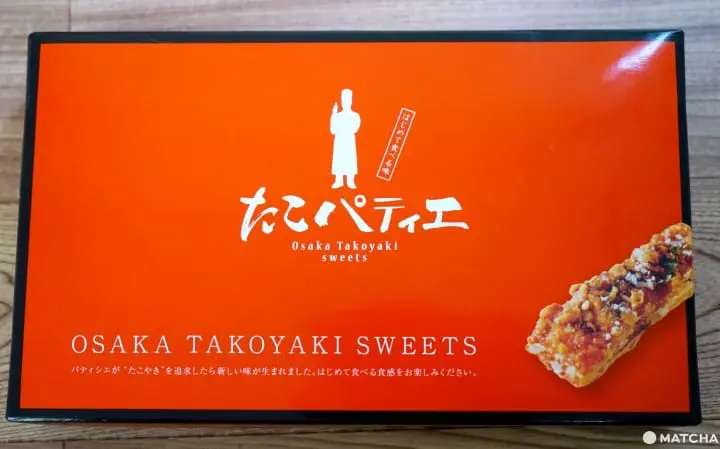 はじめて食べる味
たこパティエ
Osaka Takoyaki
sweets
OSAKA TAKOYAKI SWEETS
パティシエが“たこやき”を追求したら新しい味が生まれました。はじめて食べる食感をお楽しみください。
MATCHA